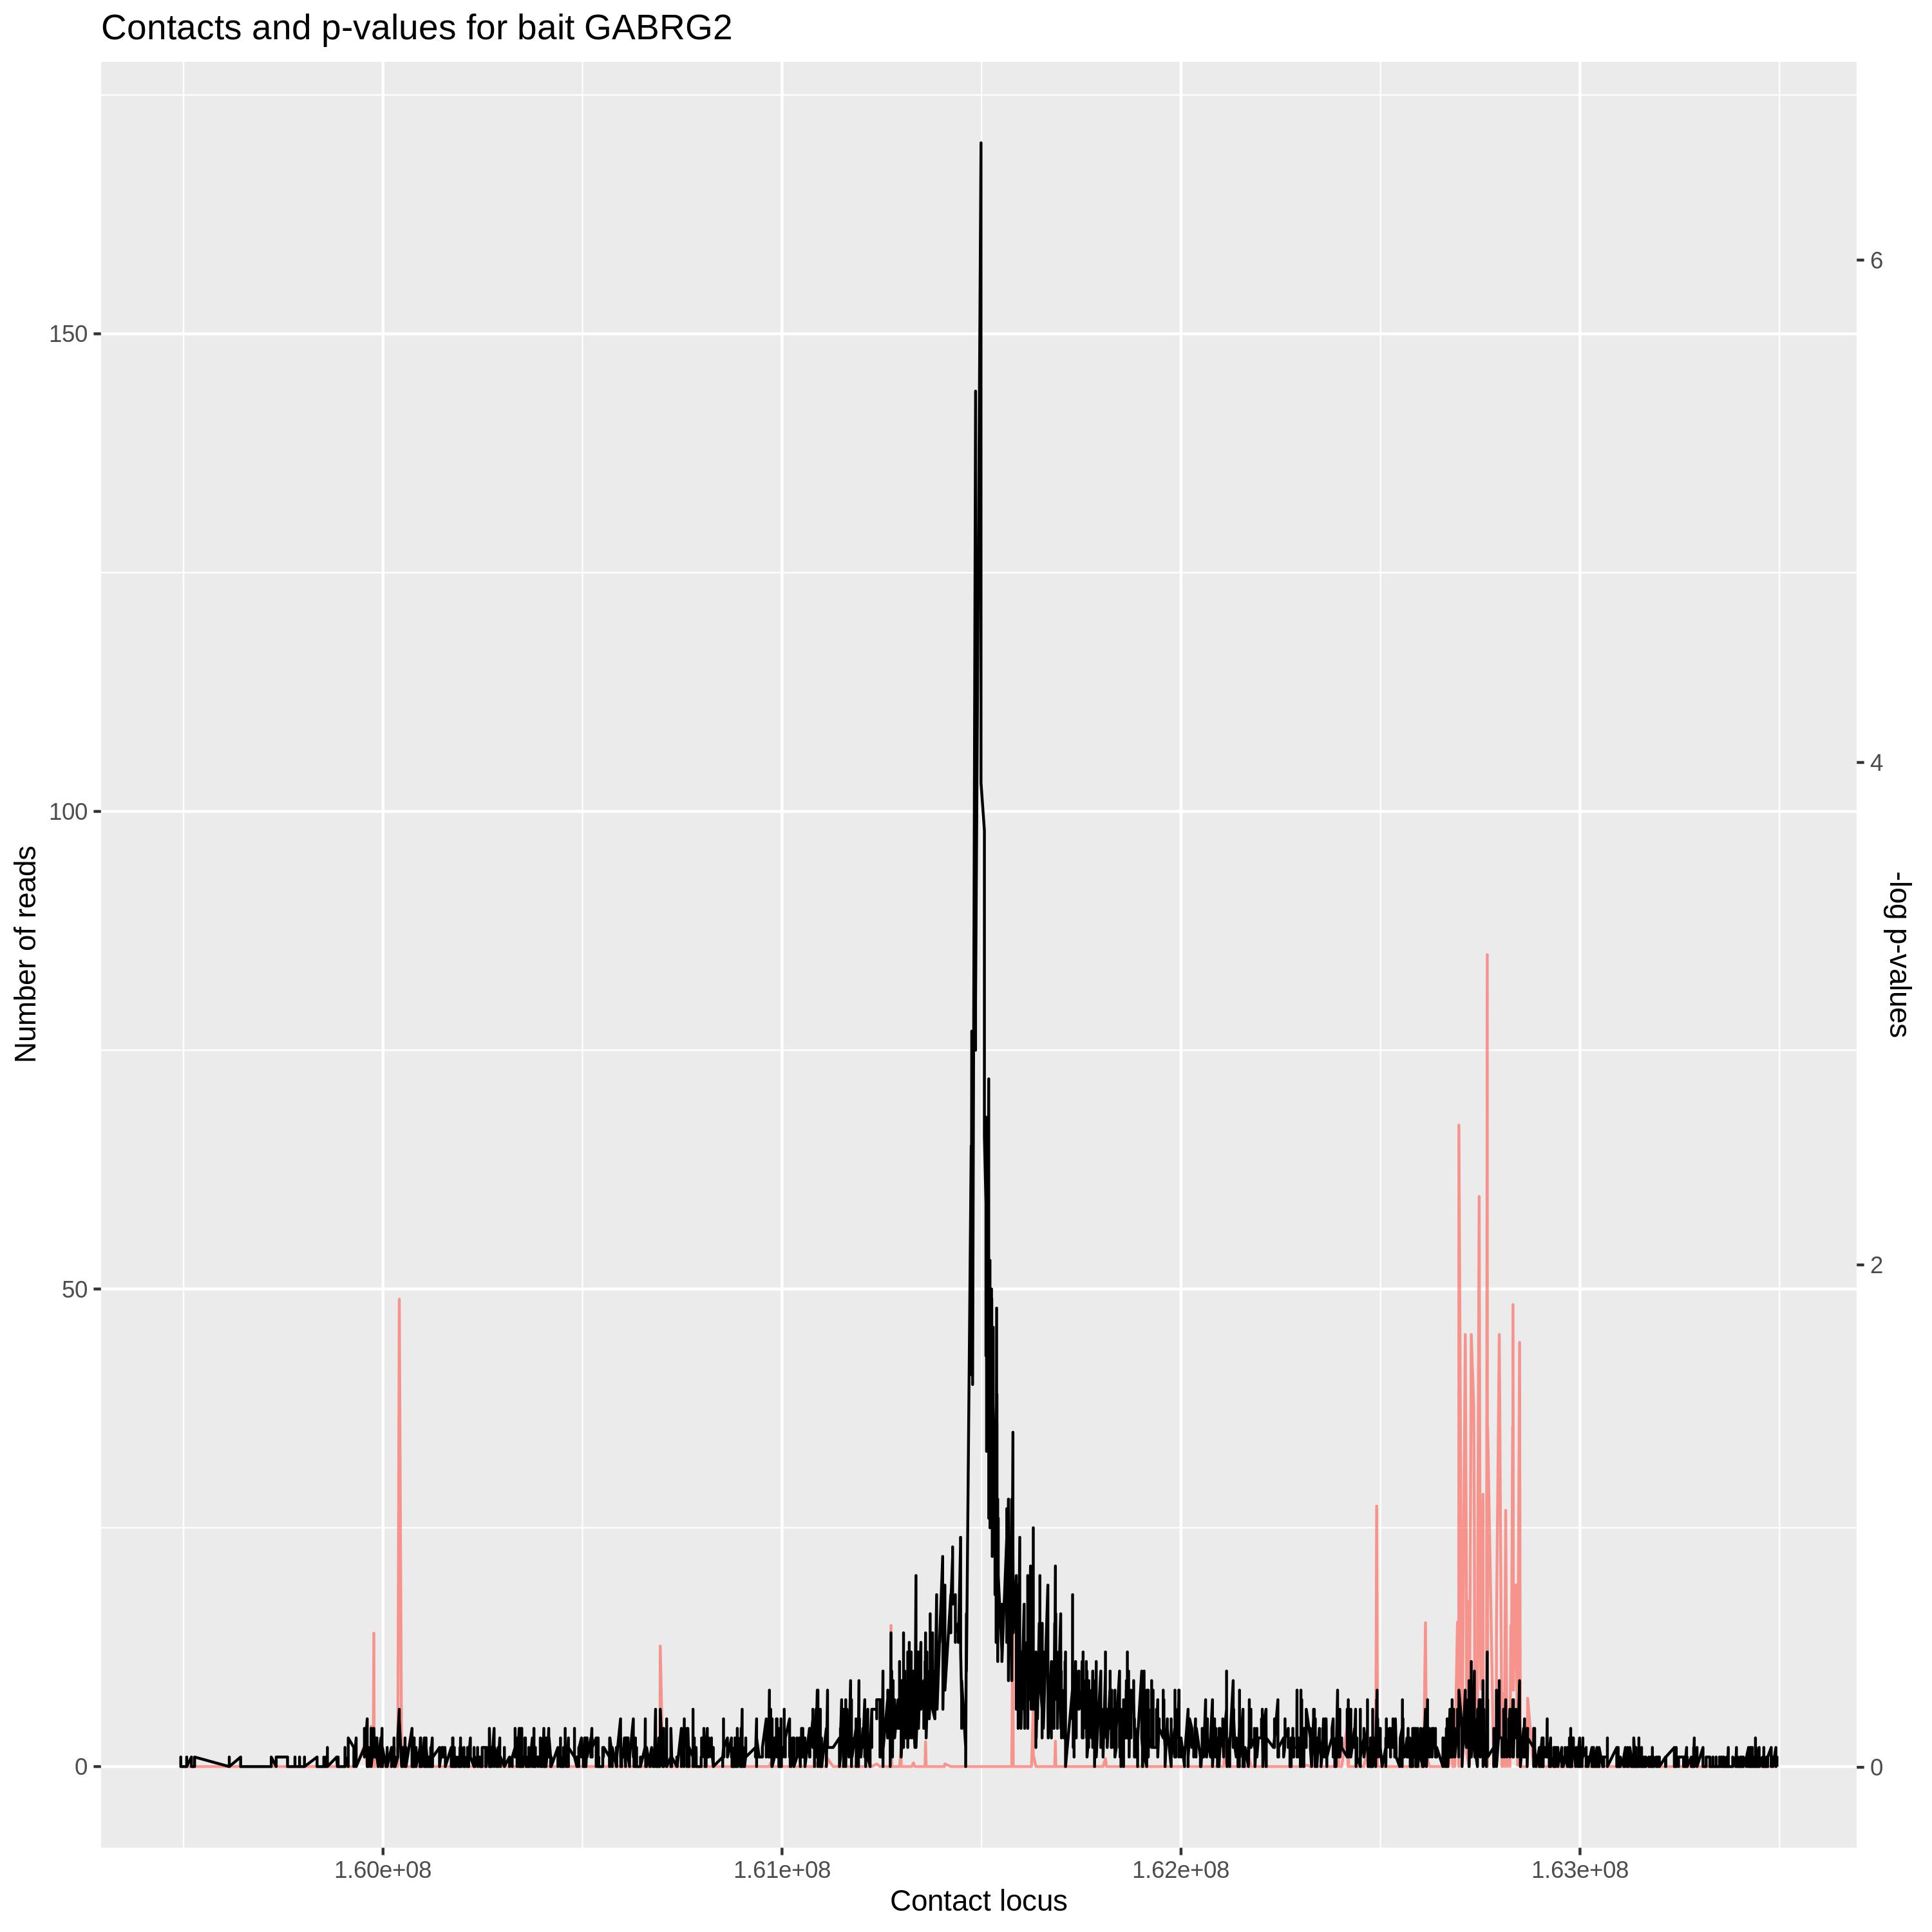 Contacts and p-values for bait GABRG2
Number of reads
150
100
50
0
6
4
2
0
-log p-values
1.60e+08 1.61e+08 1.62e+08 1.63e+08
Contact locus